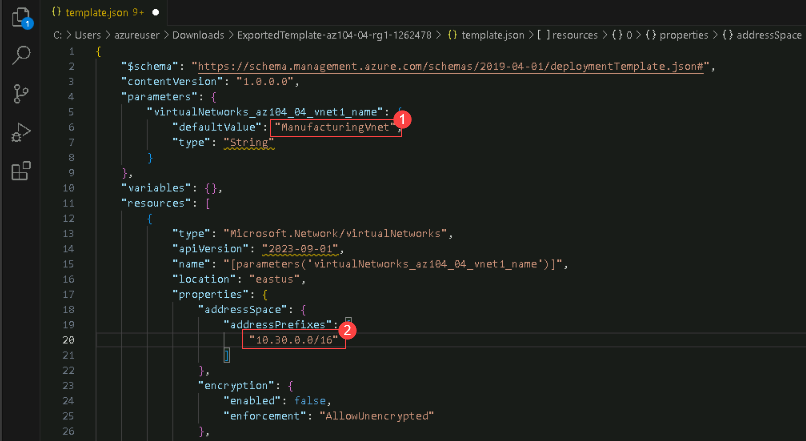 {} template.json 9+ ●
C: > Users > azureuser > Downloads > ExportedTemplate-az104-04-rg1-1262478 > {} template.json > [ ] resources > {} 0 > {} properties > {} addressSpace
1 {
2 "$schema": "https://schema.management.azure.com/schemas/2019-04-01/deploymentTemplate.json#",
3 "contentVersion": "1.0.0.0",
4 "parameters": {
5 "virtualNetworks_az104_04_vnet1_name": {
6 "defaultValue": "ManufacturingVnet", 1
7 "type": "String"
8 }
9 },
10 "variables": {},
11 "resources": [
12 {
13 "type": "Microsoft.Network/virtualNetworks",
14 "apiVersion": "2023-09-01",
15 "name": "[parameters('virtualNetworks_az104_04_vnet1_name')]",
16 "location": "eastus",
17 "properties": {
18 "addressSpace": {
19 "addressPrefixes": [ 2
20 "10.30.0.0/16"
21 ]
22 },
23 "encryption": {
24 "enabled": false,
25 "enforcement": "AllowUnencrypted"
26 },
1